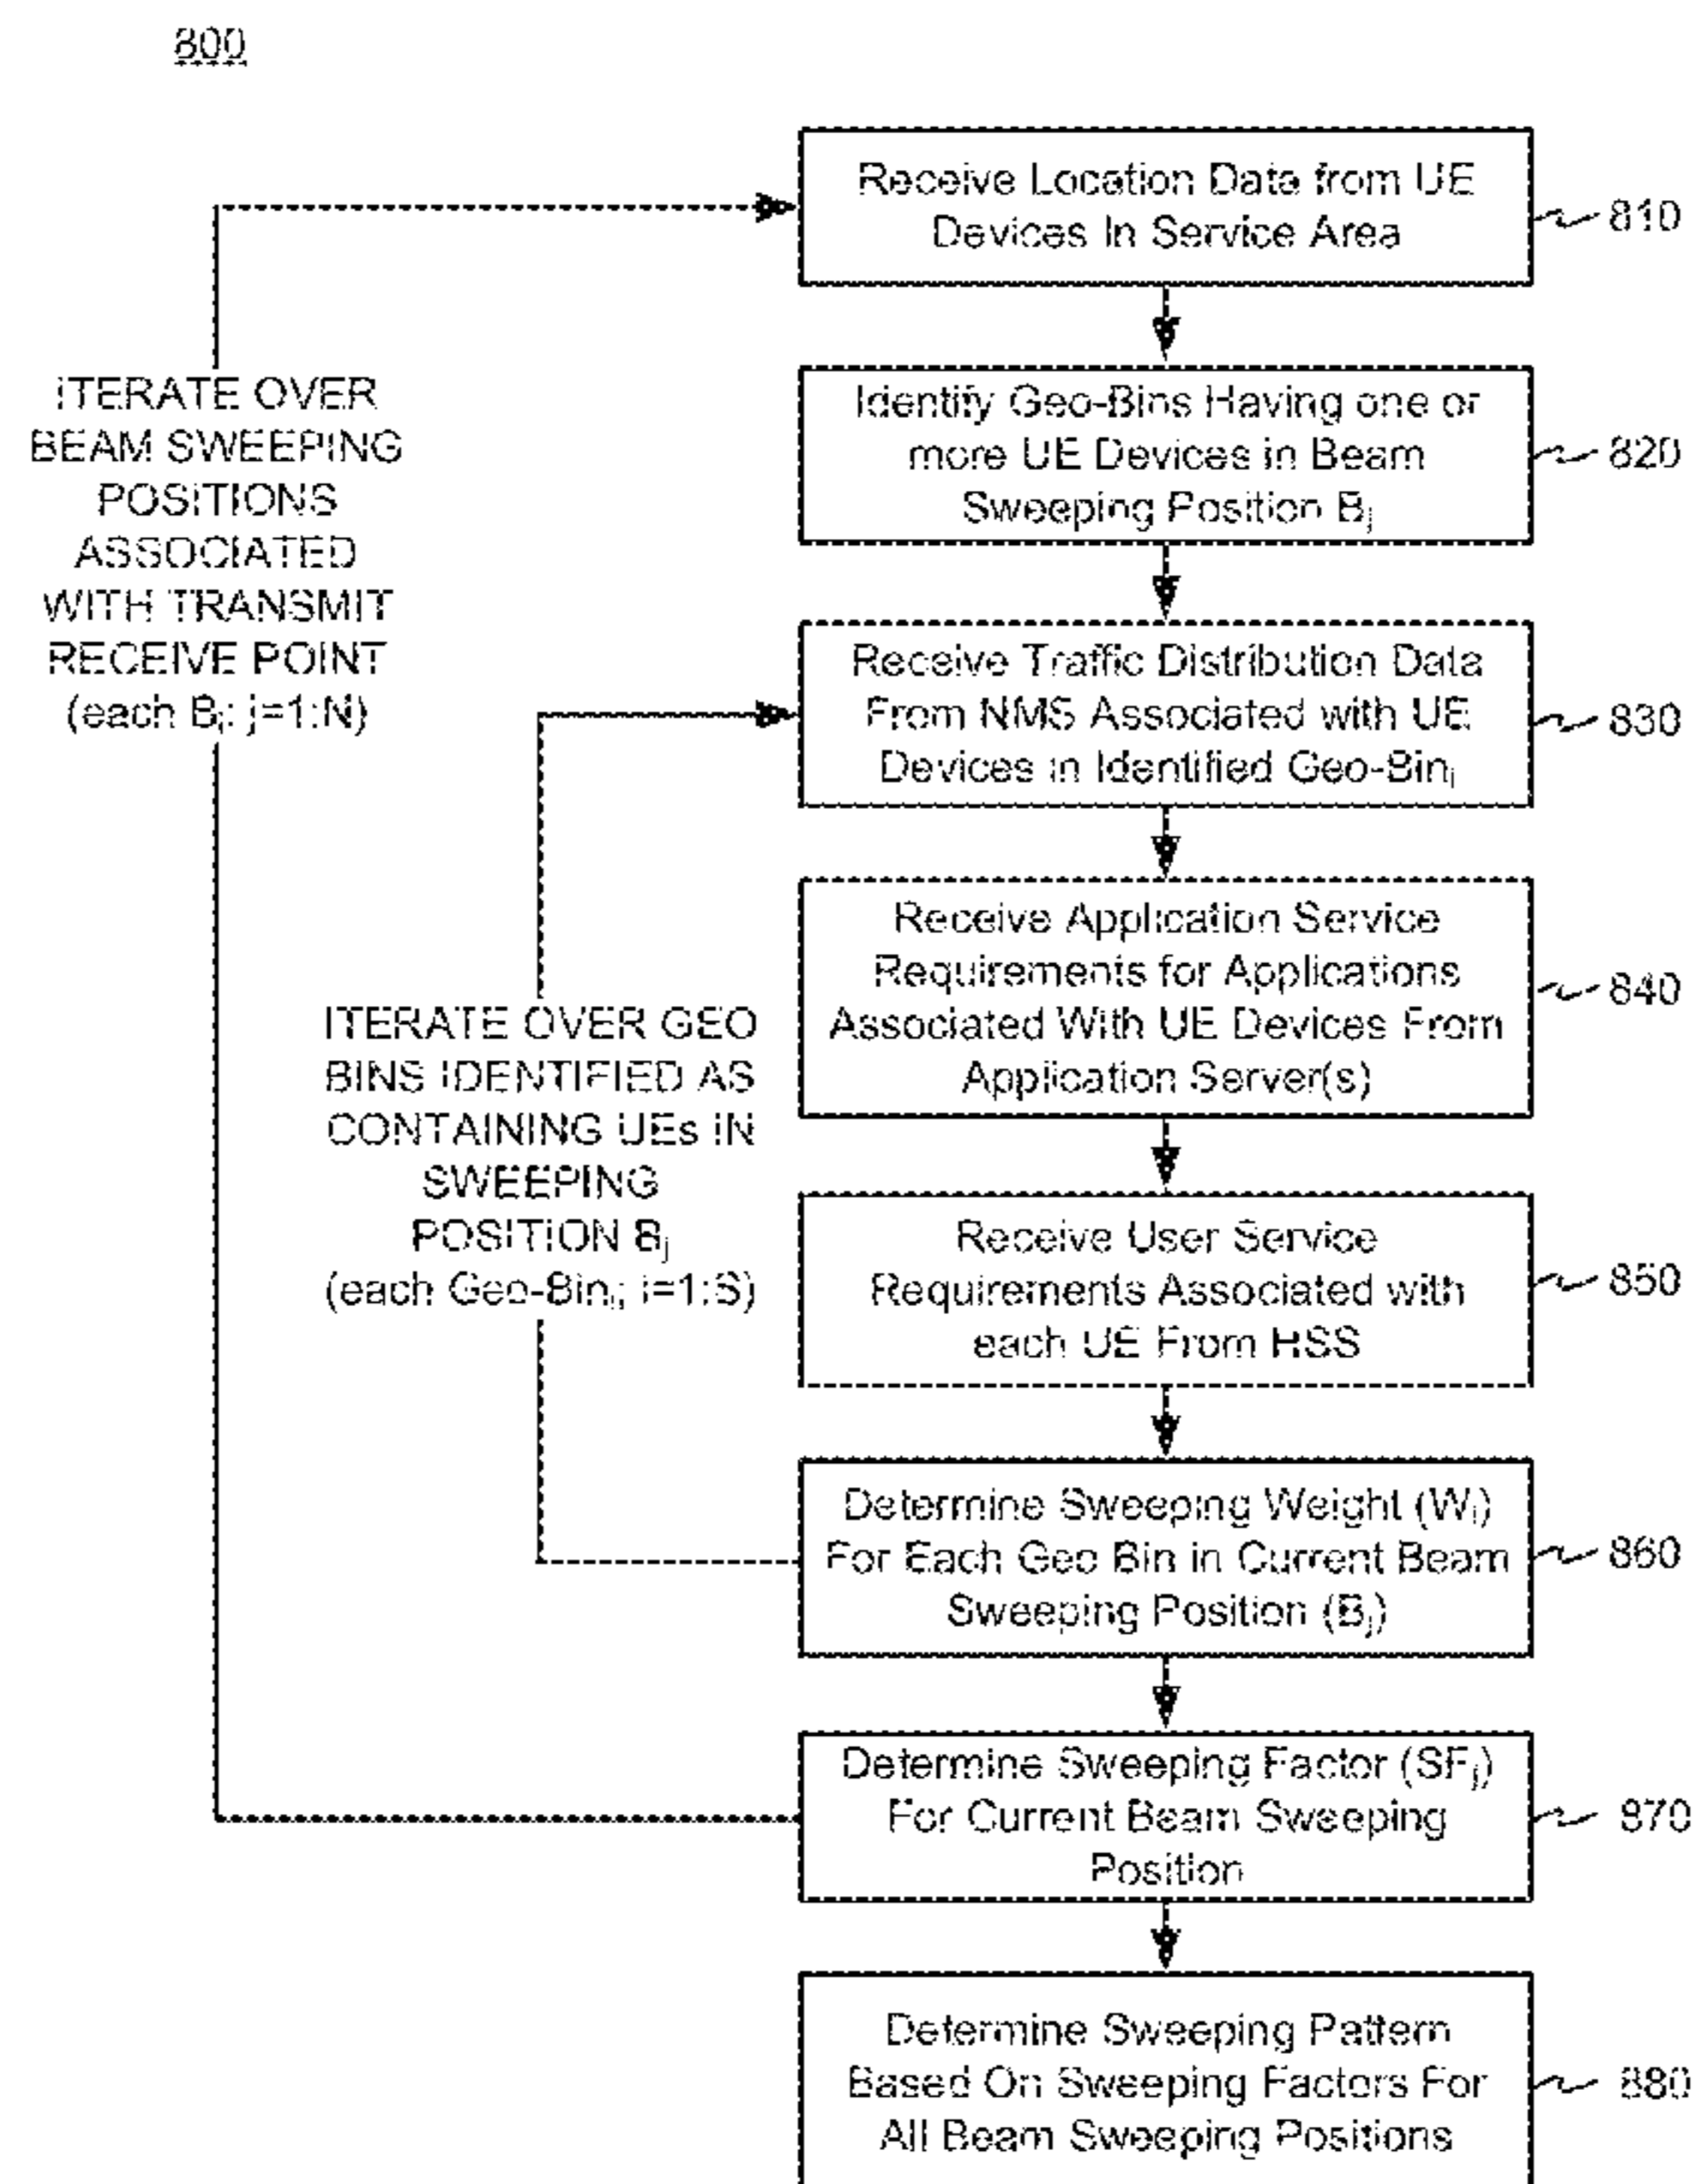 800
Receive Location Data from UE
Devices In Service Area
810
Identify Geo-Bins Having one or
more UE Devices in Beam
Sweeping Position Bj
820
Receive Traffic Distribution Data
From NMS Associated with UE
Devices in Identified Geo-Bini
830
Receive Application Service
Requirements for Applications
Associated With UE Devices From
Application Server(s)
840
Receive User Service
Requirements Associated with
each UE From HSS
850
Determine Sweeping Weight (Wi)
For Each Geo Bin in Current Beam
Sweeping Position (Bj)
860
Determine Sweeping Factor (SFj)
For Current Beam Sweeping
Position
870
Determine Sweeping Pattern
Based On Sweeping Factors For
All Beam Sweeping Positions
880
ITERATE OVER
BEAM SWEEPING
POSITIONS
ASSOCIATED
WITH TRANSMIT
RECEIVE POINT
(each Bj; j=1:N)
ITERATE OVER GEO
BINS IDENTIFIED AS
CONTAINING UEs IN
SWEEPING
POSITION Bj
(each Geo-Bini; i=1:S)